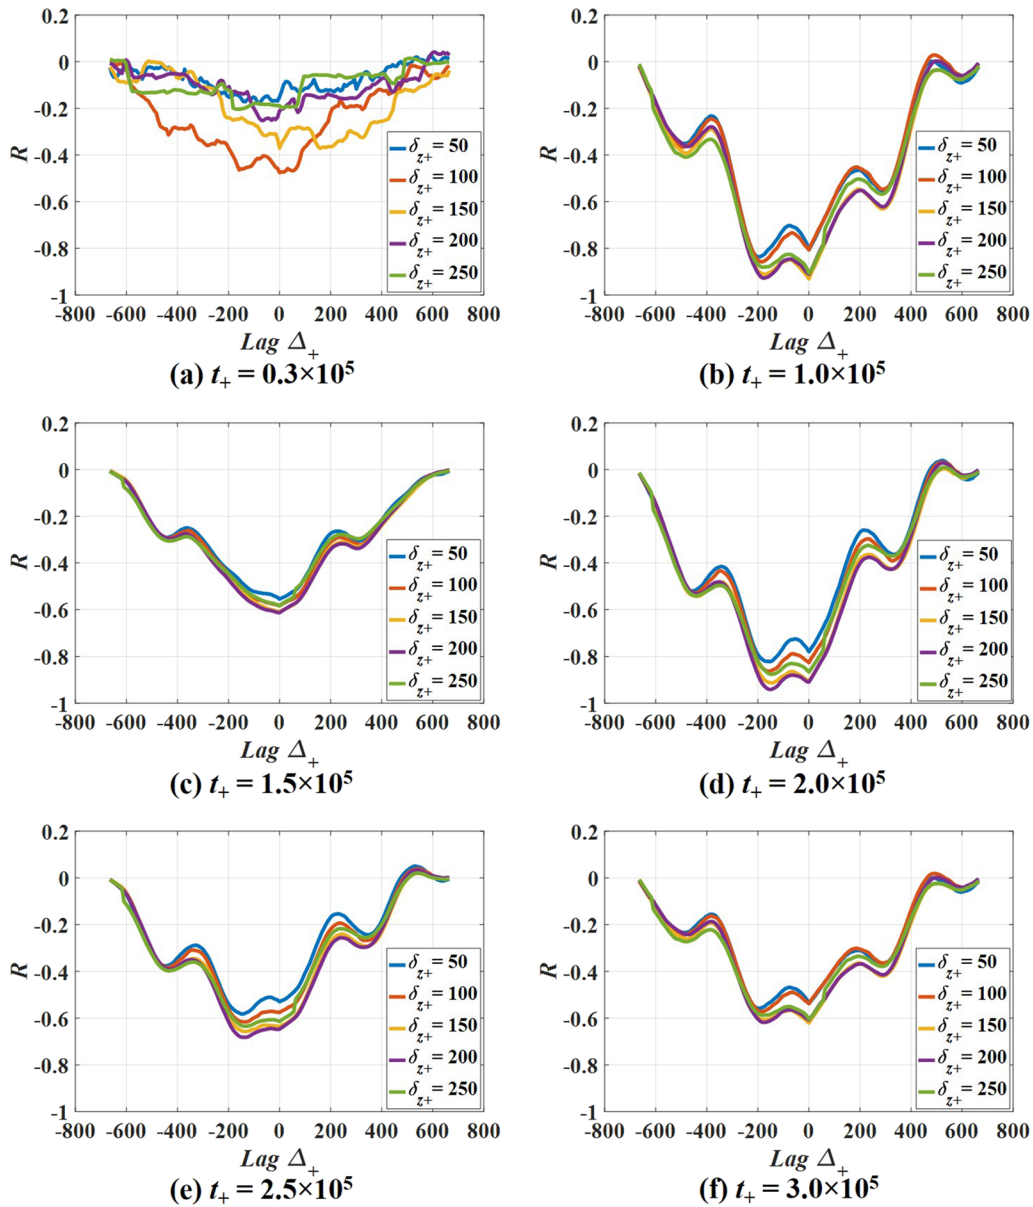 0.2
0
-0.2
-0.4
-0.6
-0.8
-1
R
-800 -600 -400 -200 0 200 400 600 800
Lag Δ+
δz+ = 50
δz+ = 100
δz+ = 150
δz+ = 200
δz+ = 250
(a) t+ = 0.3×10⁵
0.2
0
-0.2
-0.4
-0.6
-0.8
-1
R
-800 -600 -400 -200 0 200 400 600 800
Lag Δ+
δz+ = 50
δz+ = 100
δz+ = 150
δz+ = 200
δz+ = 250
(b) t+ = 1.0×10⁵
0.2
0
-0.2
-0.4
-0.6
-0.8
-1
R
-800 -600 -400 -200 0 200 400 600 800
Lag Δ+
δz+ = 50
δz+ = 100
δz+ = 150
δz+ = 200
δz+ = 250
(c) t+ = 1.5×10⁵
0.2
0
-0.2
-0.4
-0.6
-0.8
-1
R
-800 -600 -400 -200 0 200 400 600 800
Lag Δ+
δz+ = 50
δz+ = 100
δz+ = 150
δz+ = 200
δz+ = 250
(d) t+ = 2.0×10⁵
0.2
0
-0.2
-0.4
-0.6
-0.8
-1
R
-800 -600 -400 -200 0 200 400 600 800
Lag Δ+
δz+ = 50
δz+ = 100
δz+ = 150
δz+ = 200
δz+ = 250
(e) t+ = 2.5×10⁵
0.2
0
-0.2
-0.4
-0.6
-0.8
-1
R
-800 -600 -400 -200 0 200 400 600 800
Lag Δ+
δz+ = 50
δz+ = 100
δz+ = 150
δz+ = 200
δz+ = 250
(f) t+ = 3.0×10⁵